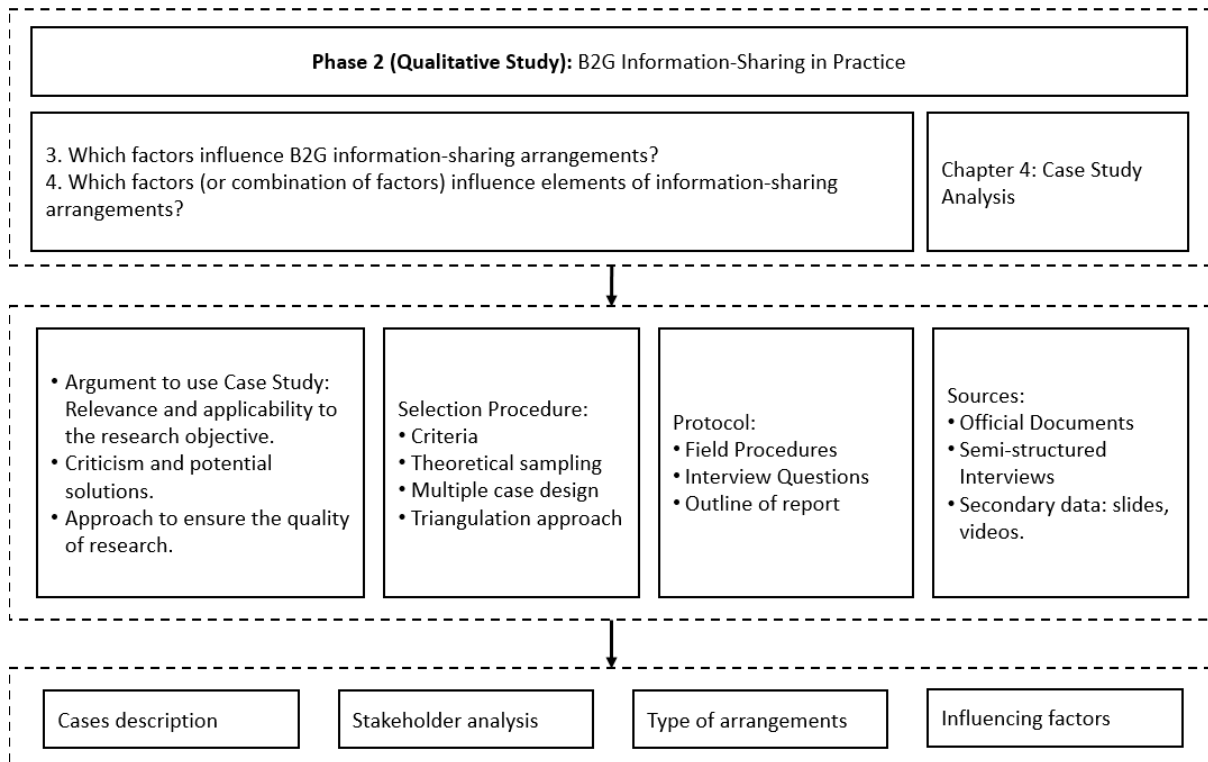 Phase 2 (Qualitative Study): B2G Information-Sharing in Practice
3. Which factors influence B2G information-sharing arrangements?
4. Which factors (or combination of factors) influence elements of information-sharing
arrangements?
Chapter 4: Case Study
Analysis
• Argument to use Case Study:
Relevance and applicability to
the research objective.
• Criticism and potential
solutions.
• Approach to ensure the quality
of research.
Selection Procedure:
• Criteria
• Theoretical sampling
• Multiple case design
• Triangulation approach
Protocol:
• Field Procedures
• Interview Questions
• Outline of report
Sources:
• Official Documents
• Semi-structured
Interviews
• Secondary data: slides,
videos.
Cases description
Stakeholder analysis
Type of arrangements
Influencing factors